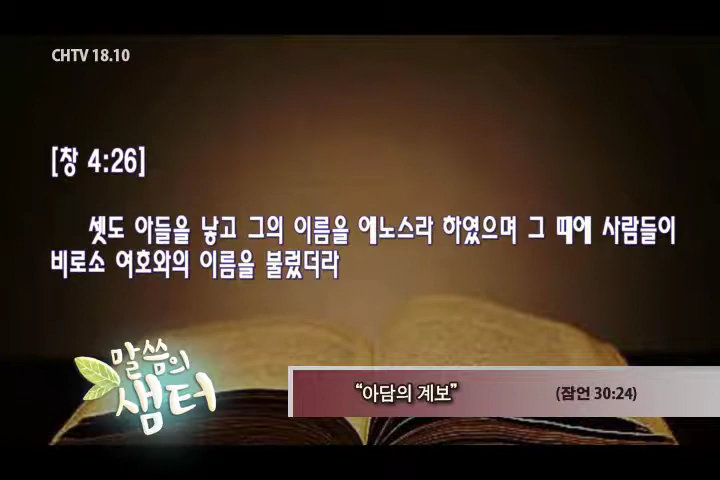 CHTV 18.10
[창 4:26]
셋도 아들을 낳고 그의 이름을 에노스라 하였으며 그 때에 사람들이
비로소 여호와의 이름을 불렀더라
말씀의
샘터
“아담의 계보” (잠언 30:24)